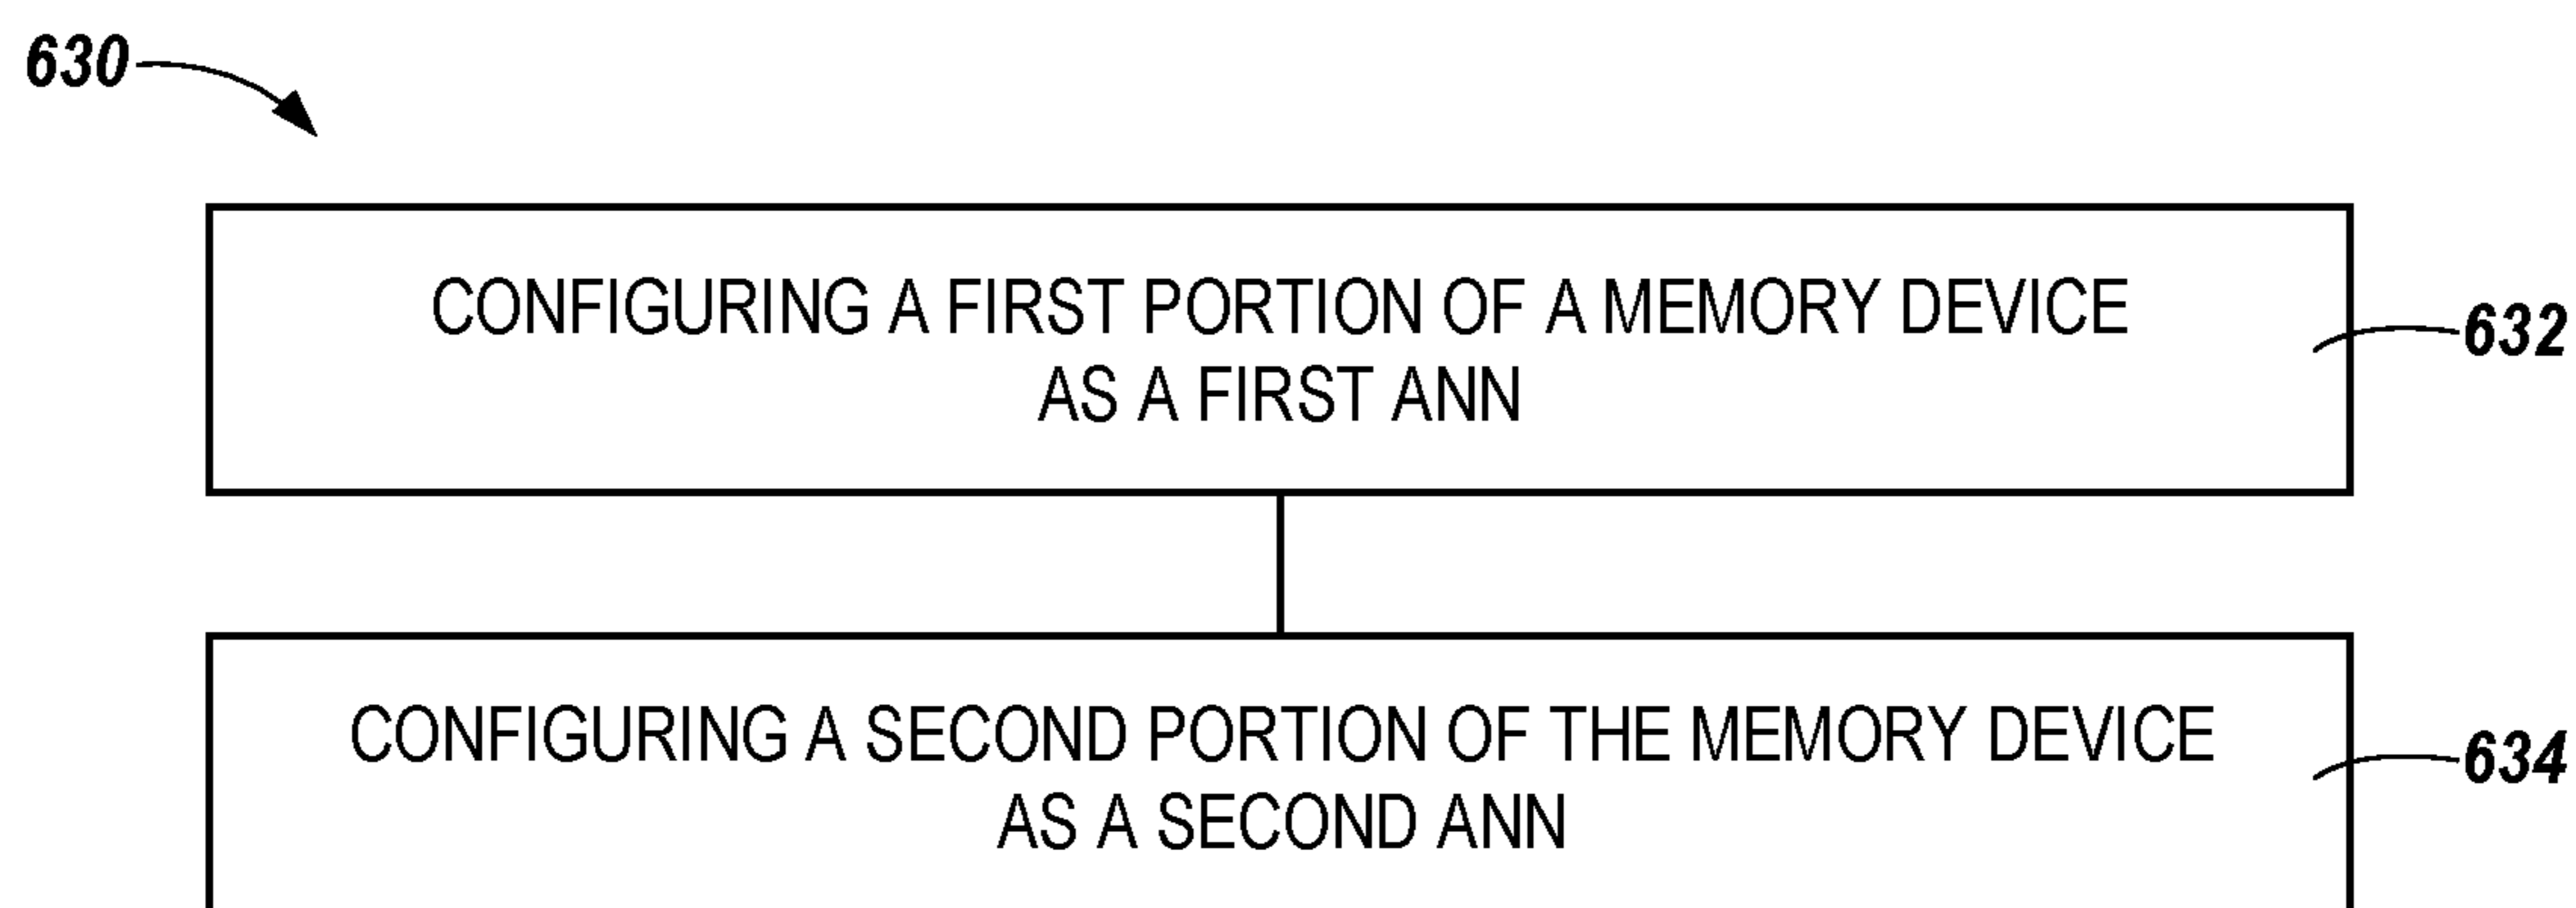 630
CONFIGURING A FIRST PORTION OF A MEMORY DEVICE
AS A FIRST ANN
632
CONFIGURING A SECOND PORTION OF THE MEMORY DEVICE
AS A SECOND ANN
634